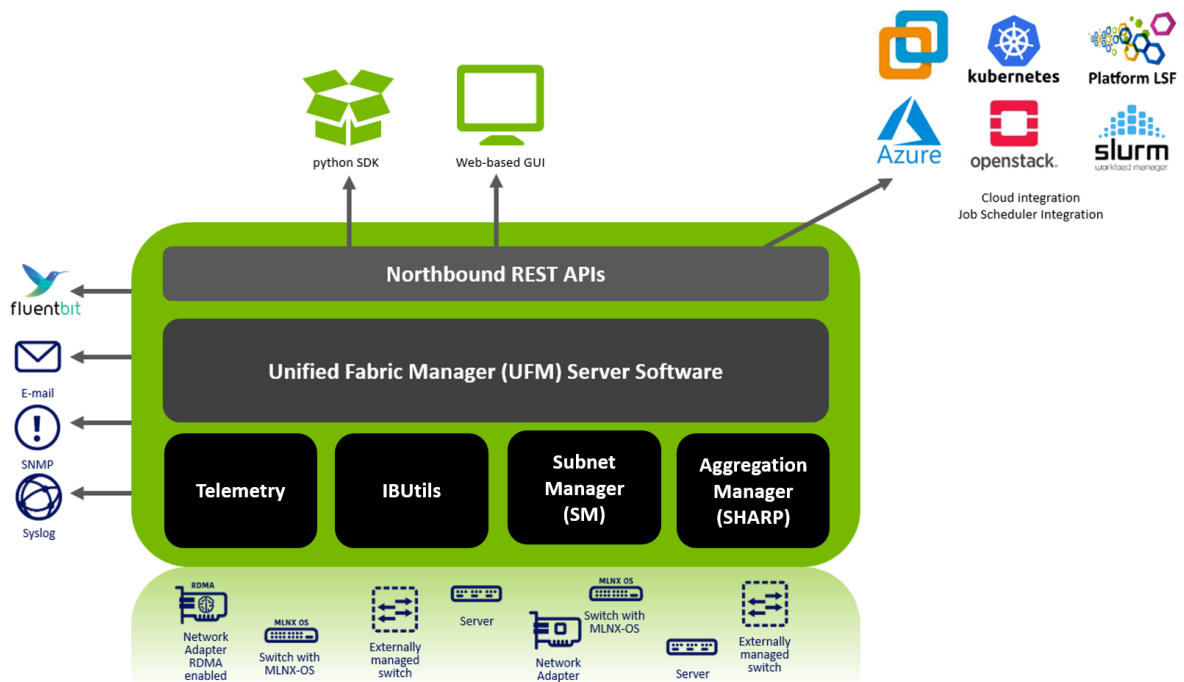 kubernetes
Platform LSF
Azure
openstack.
slurm
workload manager
Cloud integration
Job Scheduler Integration
python SDK
Web-based GUI
Northbound REST APIs
fluentbit
Unified Fabric Manager (UFM) Server Software
E-mail
SNMP
Syslog
Telemetry
IBUtils
Subnet
Manager
(SM)
Aggregation
Manager
(SHARP)
RDMA
Network
Adapter
RDMA
enabled
MLNX OS
Switch with
MLNX-OS
Externally
managed
switch
Server
Network
Adapter
MLNX OS
Switch with
MLNX-OS
Server
Externally
managed
switch